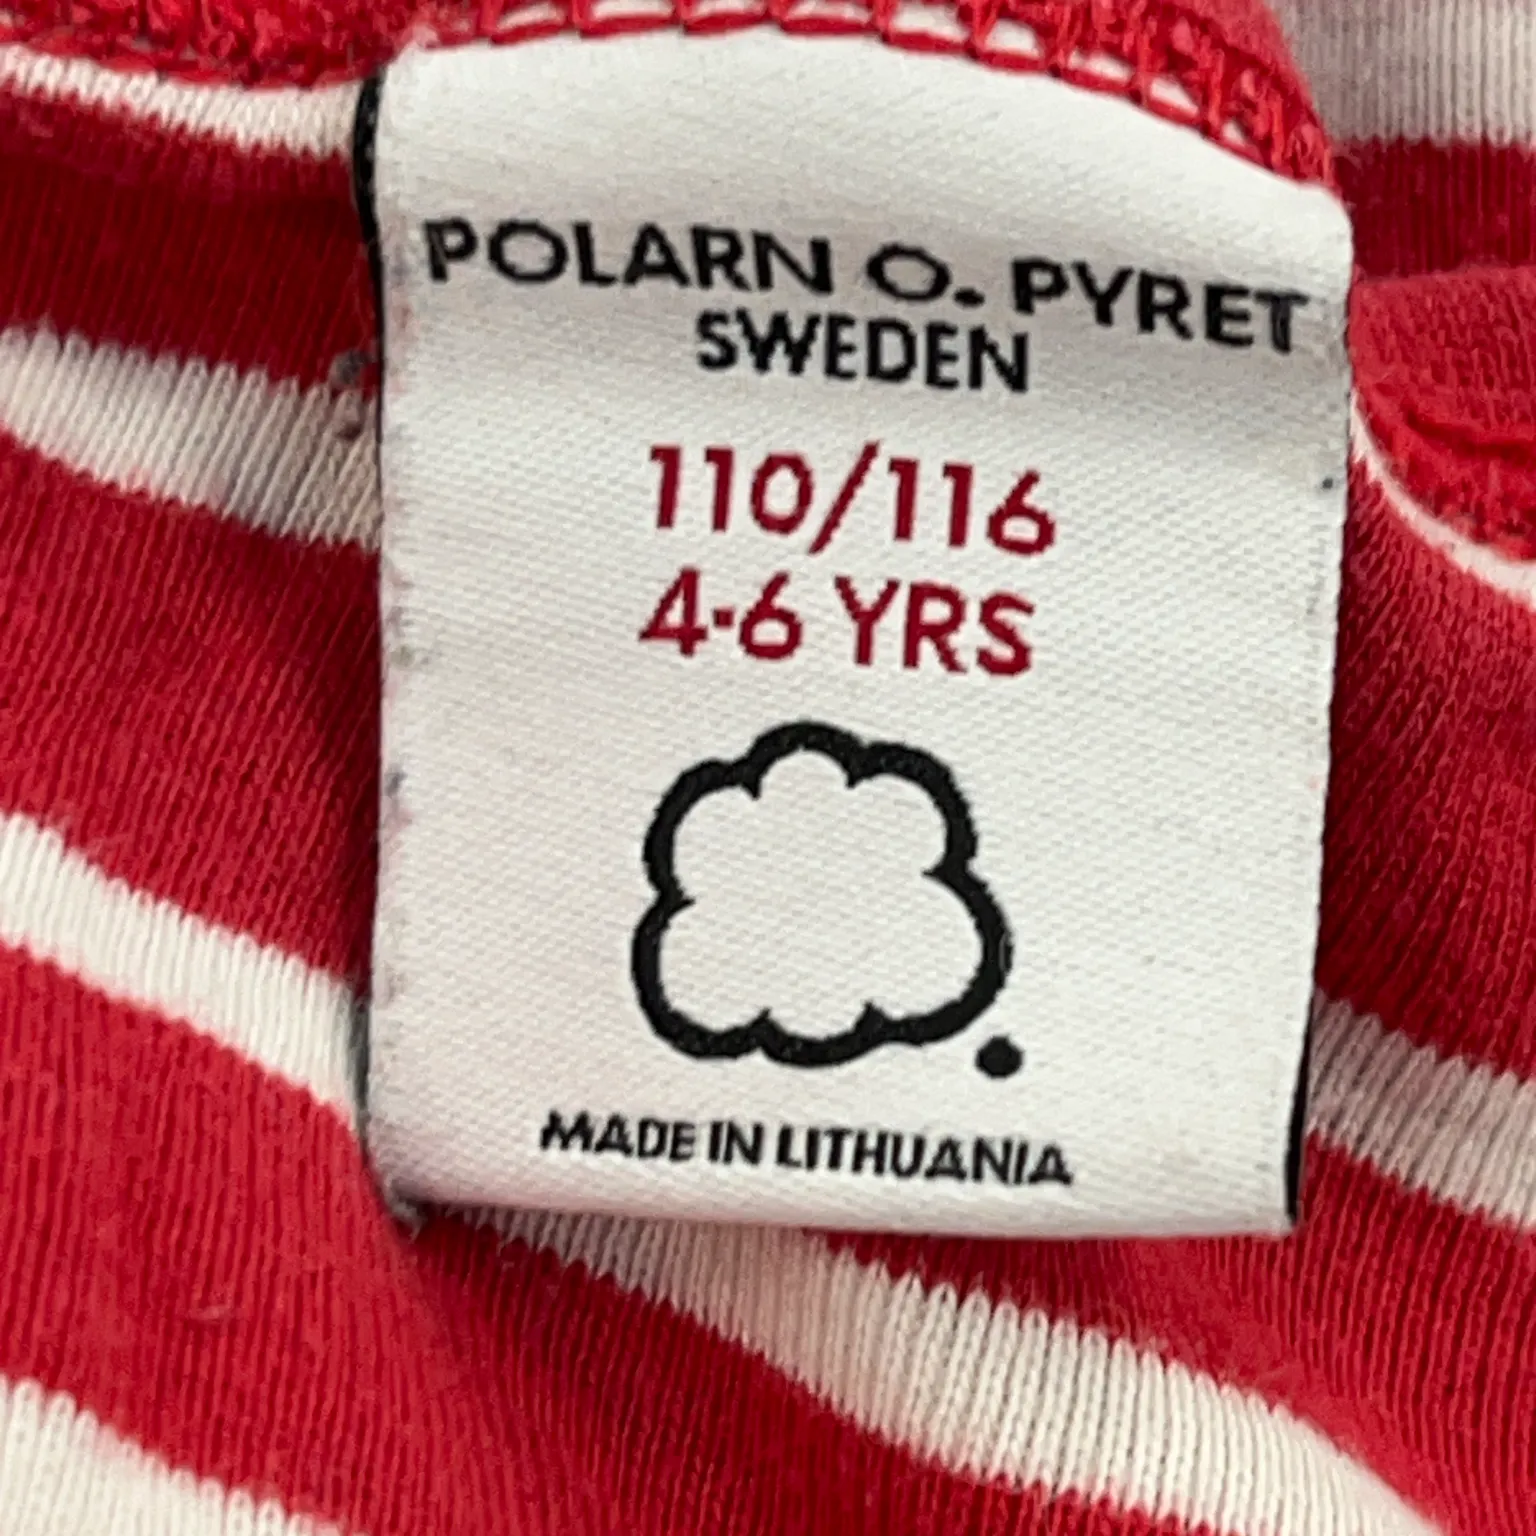 POLARN O. PYRET
SWEDEN
110/116
4-6 YRS
MADE IN LITHUANIA